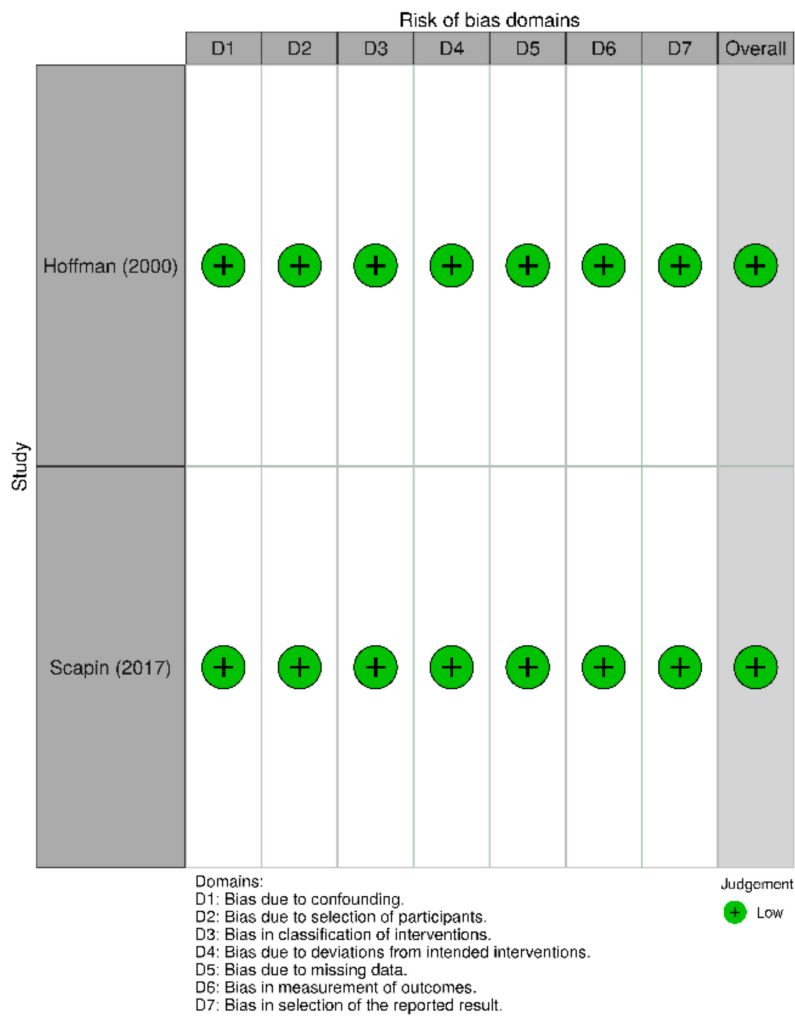 Risk of bias domains
D1 D2 D3 D4 D5 D6 D7 Overall
Study
Hoffman (2000) + + + + + + + +
Scapin (2017) + + + + + + + +
Domains:
D1: Bias due to confounding.
D2: Bias due to selection of participants.
D3: Bias in classification of interventions.
D4: Bias due to deviations from intended interventions.
D5: Bias due to missing data.
D6: Bias in measurement of outcomes.
D7: Bias in selection of the reported result.
Judgement
+ Low